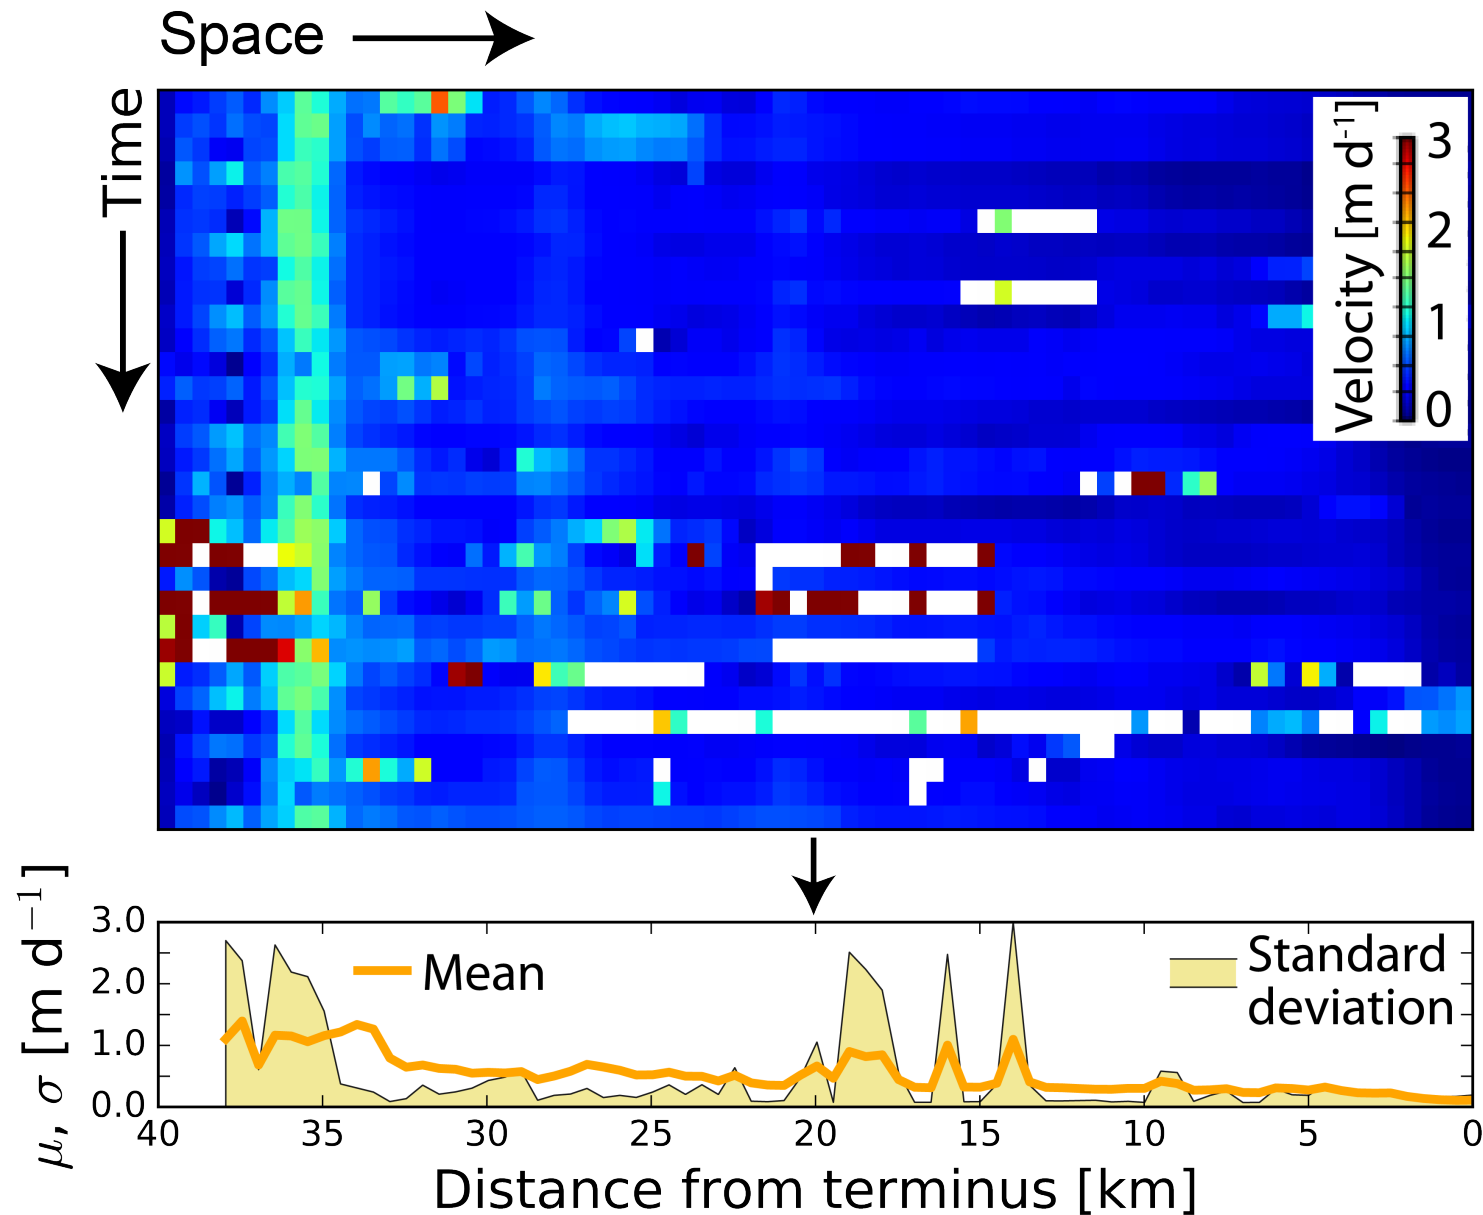 Space
Time
Velocity [m d⁻¹]
3
2
1
0
μ, σ [m d⁻¹]
3.0
2.0
1.0
0.0
Mean
Standard
deviation
40 35 30 25 20 15 10 5 0
Distance from terminus [km]